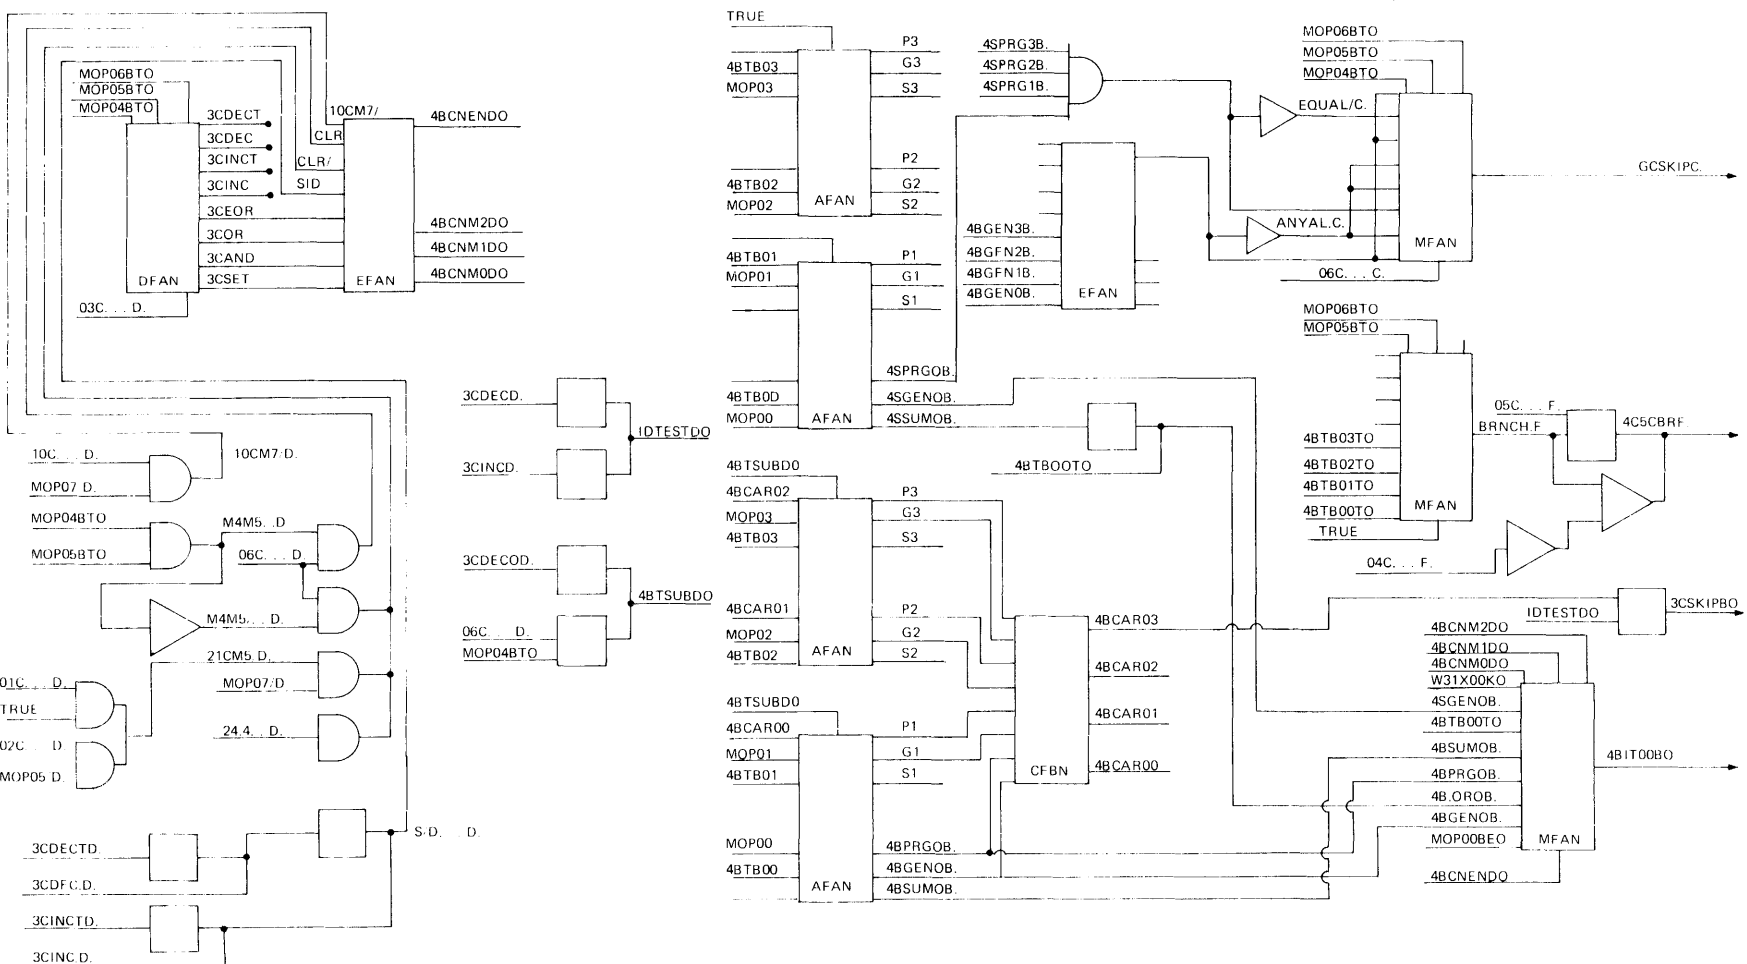 MOP06BTO
MOP05BTO
MOP04BTO
3CDECT
3CDEC
3CINCT
3CINC
3CEOR
3COR
3CAND
3CSET
DFAN
03C. . . D.
10CM7/
CLR
CLR/
SID
EFAN
4BCNENDO
4BCNM2DO
4BCNM1DO
4BCNM0DO
10C. . . D.
MOP07 D.
10CM7/D.
MOP04BTO
MOP05BTO
M4M5. .D
06C. . . D.
M4M5/. . D.
21CM5.D.
MOP07/D
24.4. . D.
01C. . . D.
TRUE
02C. . . D.
MOP05 D.
3CDECTD.
3CDFC.D.
3CINCTD.
3CINC.D.
S/D. . . D.
3CDECD.
3CINCD.
IDTESTDO
3CDECOD.
06C. . . D.
MOP04BTO
4BTSUBDO
TRUE
4BTB03
MOP03
4BTB02
MOP02
P3
G3
S3
P2
G2
S2
AFAN
4BTB01
MOP01
4BTB0D
MOP00
P1
G1
S1
4SPRGOB.
4SGENOB.
4SSUMOB.
AFAN
4BTBOOTO
4BTSUBD0
4BCAR02
MOP03
4BTB03
4BCAR01
MOP02
4BTB02
P3
G3
S3
P2
G2
S2
AFAN
4BTSUBD0
4BCAR00
MOP01
4BTB01
MOP00
4BTB00
P1
G1
S1
4BPRGOB.
4BGENOB.
4BSUMOB.
AFAN
CFBN
4BCAR03
4BCAR02
4BCAR01
4BCAR00
4SPRG3B.
4SPRG2B.
4SPRG1B.
4BGEN3B.
4BGFN2B.
4BGFN1B.
4BGEN0B.
EFAN
EQUAL/C.
ANYAL.C.
MOP06BTO
MOP05BTO
MOP04BTO
MFAN
06C. . . C.
GCSKIPC.
MOP06BTO
MOP05BTO
4BTB03TO
4BTB02TO
4BTB01TO
4BTB00TO
MFAN
TRUE
05C. . . F.
BRNCH.F
4C5CBRF.
04C. . . F.
IDTESTDO
3CSKIPBO
4BCNM2DO
4BCNM1DO
4BCNM0DO
W31X00KO
4SGENOB.
4BTB00TO
4BSUMOB.
4BPRGOB.
4B.OROB.
4BGENOB.
MOP00BEO
4BCNENDO
MFAN
4BIT00BO